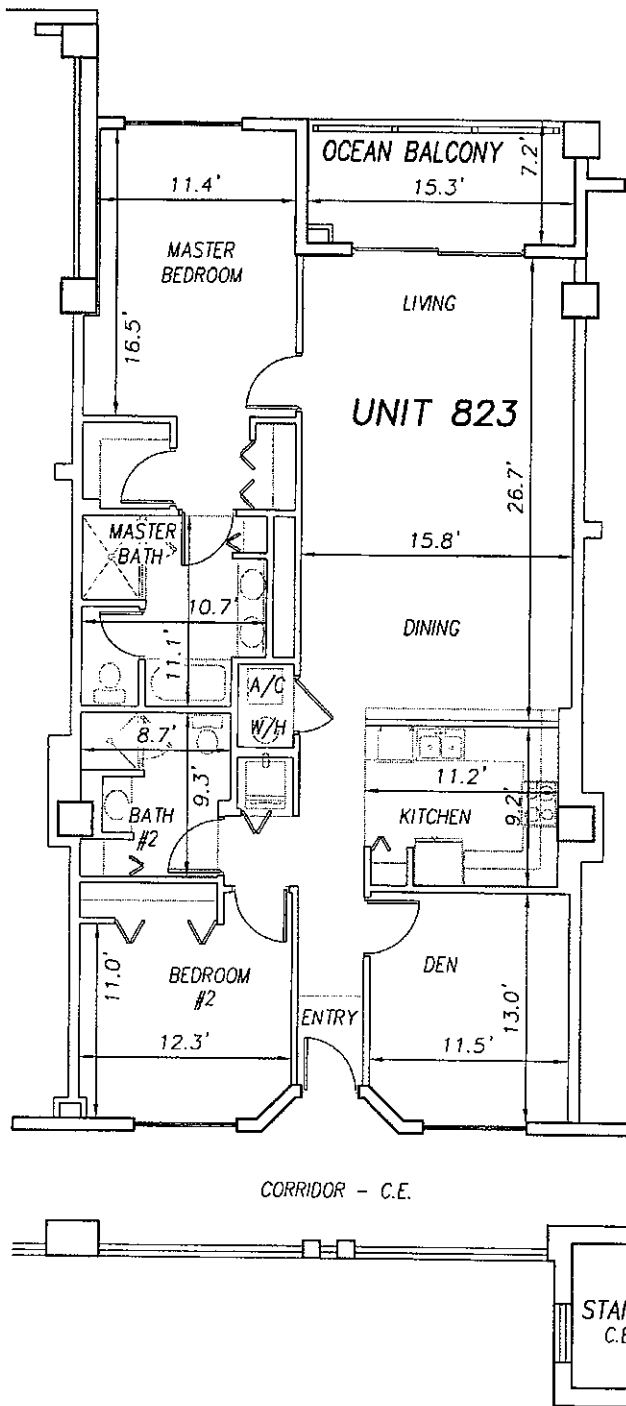 OCEAN BALCONY
7.2'
15.3'
11.4'
MASTER
BEDROOM
16.5'
LIVING
UNIT 823
26.7'
15.8'
MASTER
BATH
10.7'
11.1'
DINING
A/C
W/H
8.7'
9.3'
BATH
#2
11.2'
KITCHEN
9.2'
11.0'
BEDROOM
#2
12.3'
ENTRY
DEN
13.0'
11.5'
CORRIDOR - C.E.